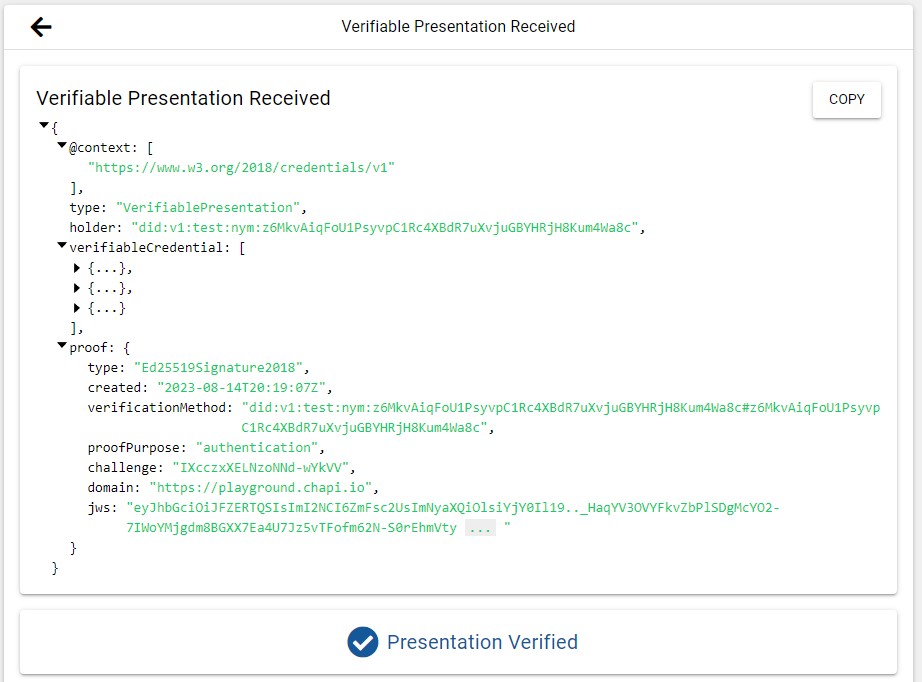 Verifiable Presentation Received
Verifiable Presentation Received
COPY
{
@context: [
"https://www.w3.org/2018/credentials/v1"
],
type: "VerifiablePresentation",
holder: "did:v1:test:nym:z6MkvAiqFoU1PsyvpC1Rc4XBdR7uXvjuGBYHRjH8Kum4Wa8c",
verifiableCredential: [
{...},
{...},
{...}
],
proof: {
type: "Ed25519Signature2018",
created: "2023-08-14T20:19:07Z",
verificationMethod: "did:v1:test:nym:z6MkvAiqFoU1PsyvpC1Rc4XBdR7uXvjuGBYHRjH8Kum4Wa8c#z6MkvAiqFoU1Psyvp
C1Rc4XBdR7uXvjuGBYHRjH8Kum4Wa8c",
proofPurpose: "authentication",
challenge: "IXcczxXELNzoNNd-wYkVV",
domain: "https://playground.chapi.io",
jws: "eyJhbGciOiJFZERTQSIsImI2NCI6ZmFsc2UsImNyaXQiOlsiYjY0Il19.._HaqYV3OVYFkvZbPlSDgMcYO2-
7IWoYMjgdm8BGXX7Ea4U7Jz5vTFofm62N-S0rEhmVty ... "
}
}
Presentation Verified